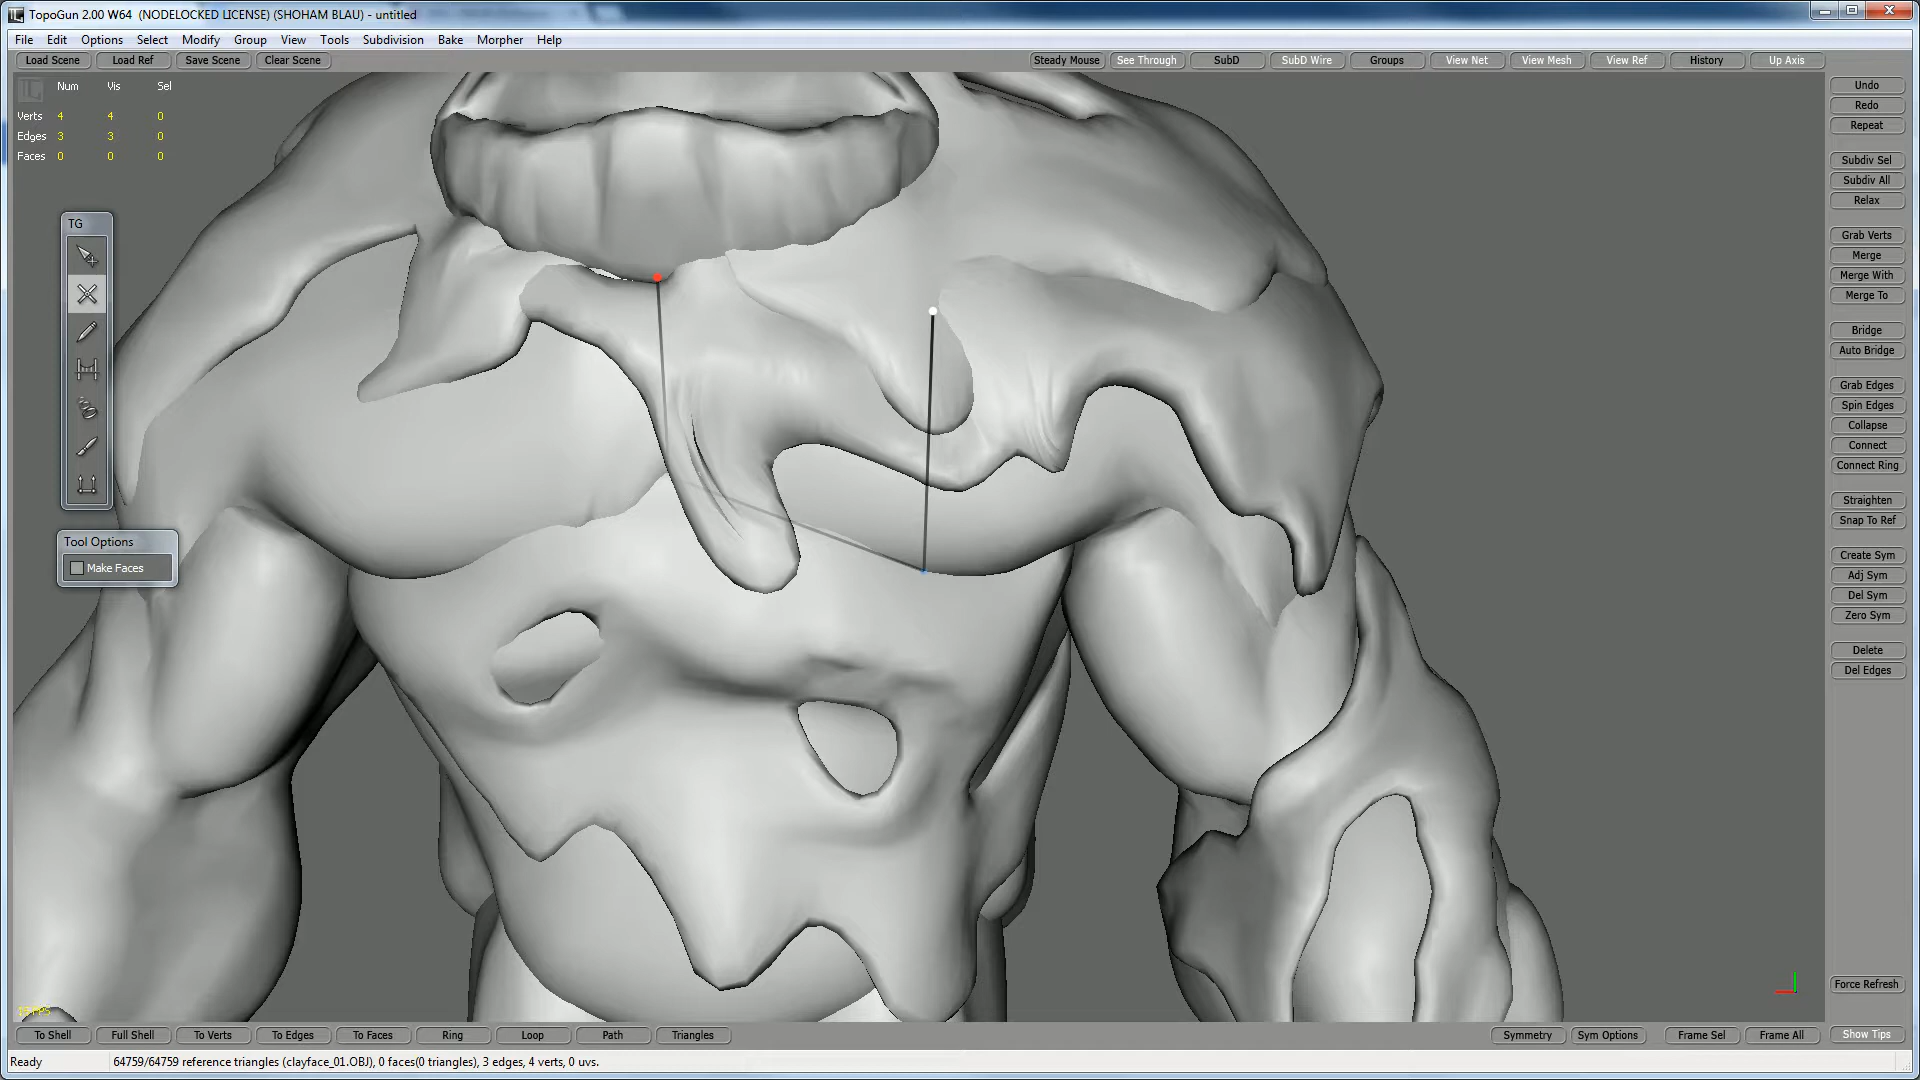 TopoGun 2.00 W64 (NODELOCKED LICENSE) (SHOHAM BLAU) - untitled
File Edit Options Select Modify Group View Tools Subdivision Bake Morpher Help
Load Scene Load Ref Save Scene Clear Scene Steady Mouse See Through SubD SubD Wire Groups View Net View Mesh View Ref History Up Axis
Num Vis Sel
Verts 4 4 0
Edges 3 3 0
Faces 0 0 0
TG
Tool Options
Make Faces
Undo
Redo
Repeat
Subdiv Sel
Subdiv All
Relax
Grab Verts
Merge
Merge With
Merge To
Bridge
Auto Bridge
Grab Edges
Spin Edges
Collapse
Connect
Connect Ring
Straighten
Snap To Ref
Create Sym
Adj Sym
Del Sym
Zero Sym
Delete
Del Edges
Force Refresh
FPS
To Shell Full Shell To Verts To Edges To Faces Ring Loop Path Triangles Symmetry Sym Options Frame Sel Frame All Show Tips
Ready 64759/64759 reference triangles (clayface_01.OBJ), 0 faces(0 triangles), 3 edges, 4 verts, 0 uvs.